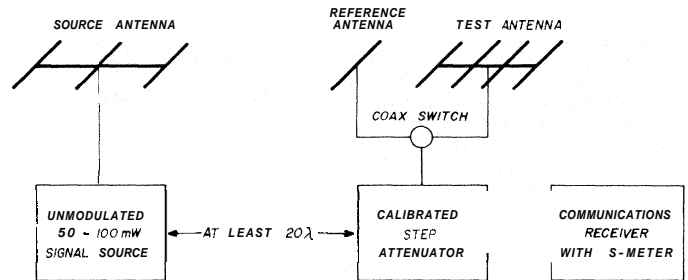 SOURCE ANTENNA
REFERENCE
ANTENNA
TEST ANTENNA
COAX SWITCH
UNMODULATED
50 - 100 mW
SIGNAL SOURCE
AT LEAST 20λ
CALIBRATED
STEP
ATTENUATOR
COMMUNICATIONS
RECEIVER
WITH S-METER